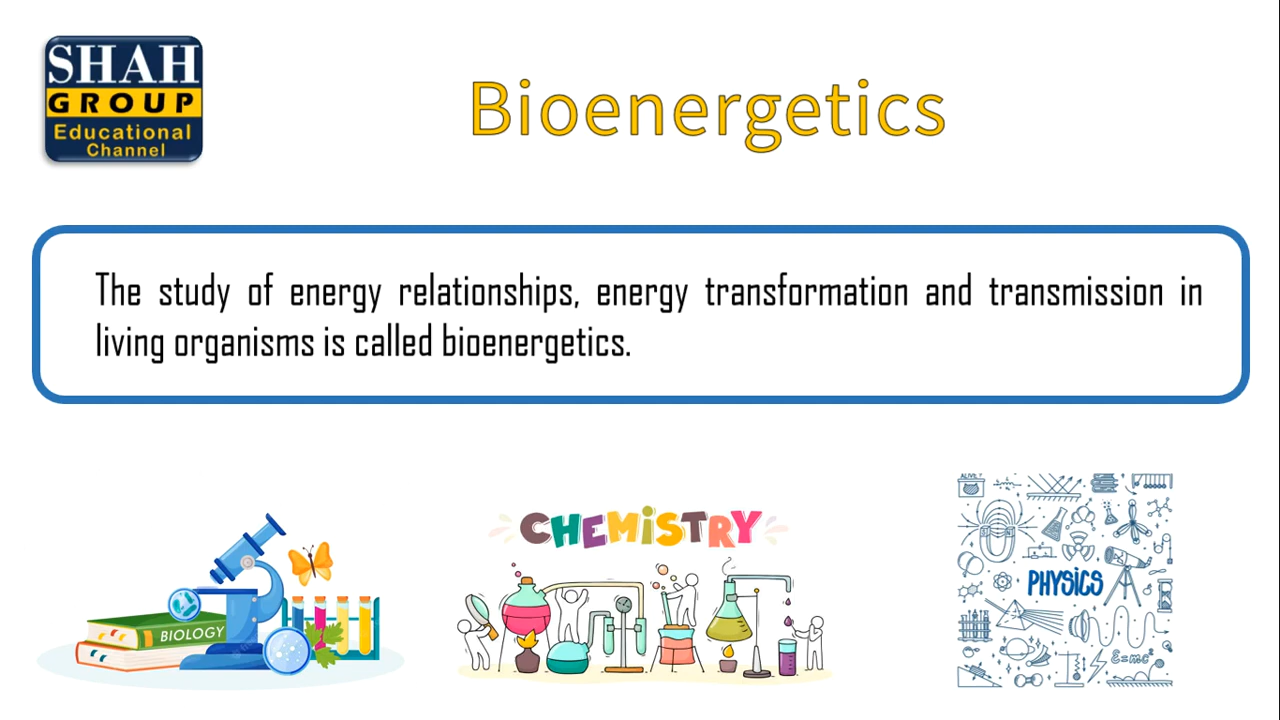 SHAH
GROUP
Educational
Channel
Bioenergetics
The study of energy relationships, energy transformation and transmission in
living organisms is called bioenergetics.
BIOLOGY
CHEMISTRY
ALIVE?
PHYSICS
E=mc²